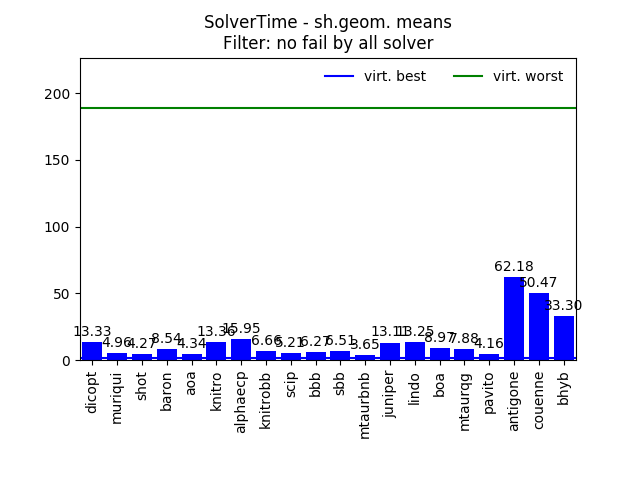 SolverTime - sh.geom. means
Filter: no fail by all solver
virt. best
virt. worst
200
150
100
50
0
13.33
4.96
4.27
8.54
4.34
13.36
15.95
6.66
5.21
6.27
6.51
3.65
13.11
13.25
8.97
7.88
4.16
62.18
50.47
33.30
dicopt
muriqui
shot
baron
aoa
knitro
alphaecp
knitrobb
scip
bbb
sbb
mtaurbnb
juniper
lindo
boa
mtaurqg
pavito
antigone
couenne
bhyb